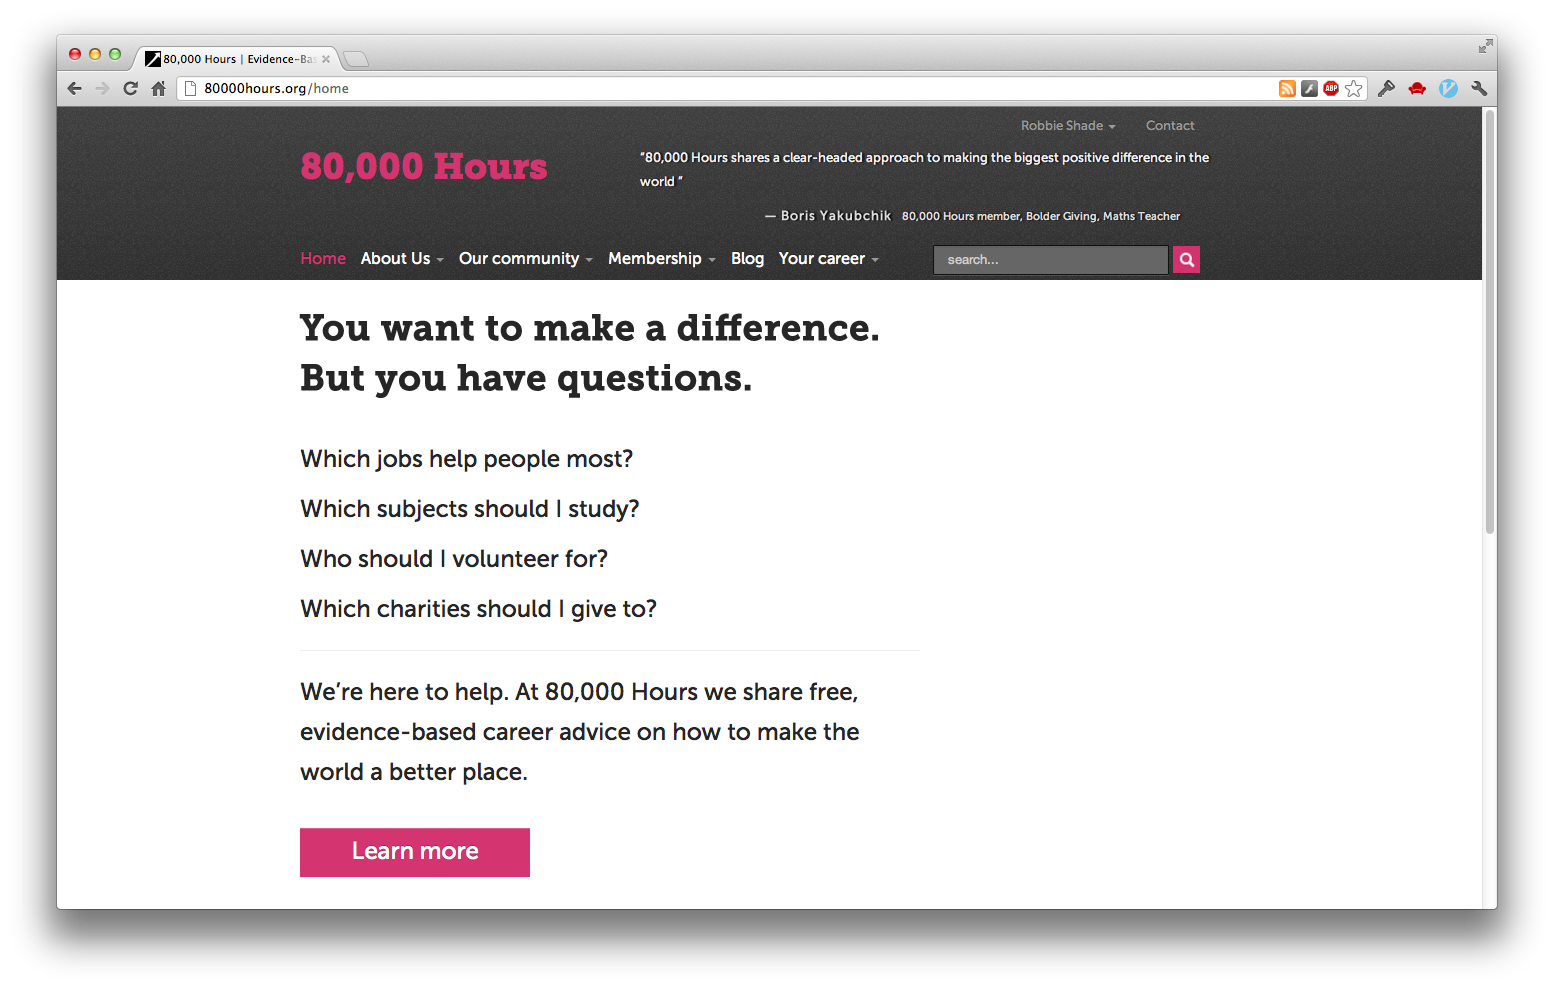 80,000 Hours | Evidence-Bas
80000hours.org/home
ABP
Robbie Shade
Contact
80,000 Hours
“80,000 Hours shares a clear-headed approach to making the biggest positive difference in the
world ”
— Boris Yakubchik 80,000 Hours member, Bolder Giving, Maths Teacher
Home About Us Our community Membership Blog Your career
search...
You want to make a difference.
But you have questions.
Which jobs help people most?
Which subjects should I study?
Who should I volunteer for?
Which charities should I give to?
We’re here to help. At 80,000 Hours we share free,
evidence-based career advice on how to make the
world a better place.
Learn more